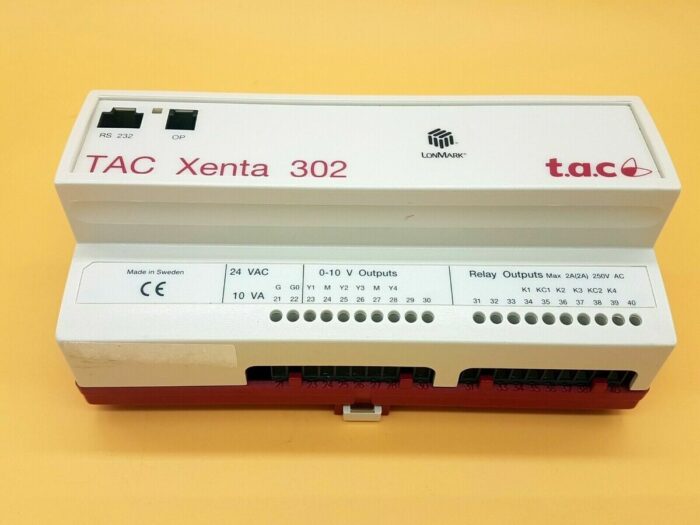 RS 232 OP
LONMARK®
TAC Xenta 302
t.a.c
Made in Sweden
CE
24 VAC
10 VA
0-10 V Outputs
G G0 Y1 M Y2 Y3 M Y4
21 22 23 24 25 26 27 28 29 30
Relay Outputs Max 2A(2A) 250V AC
K1 KC1 K2 K3 KC2 K4
31 32 33 34 35 36 37 38 39 40